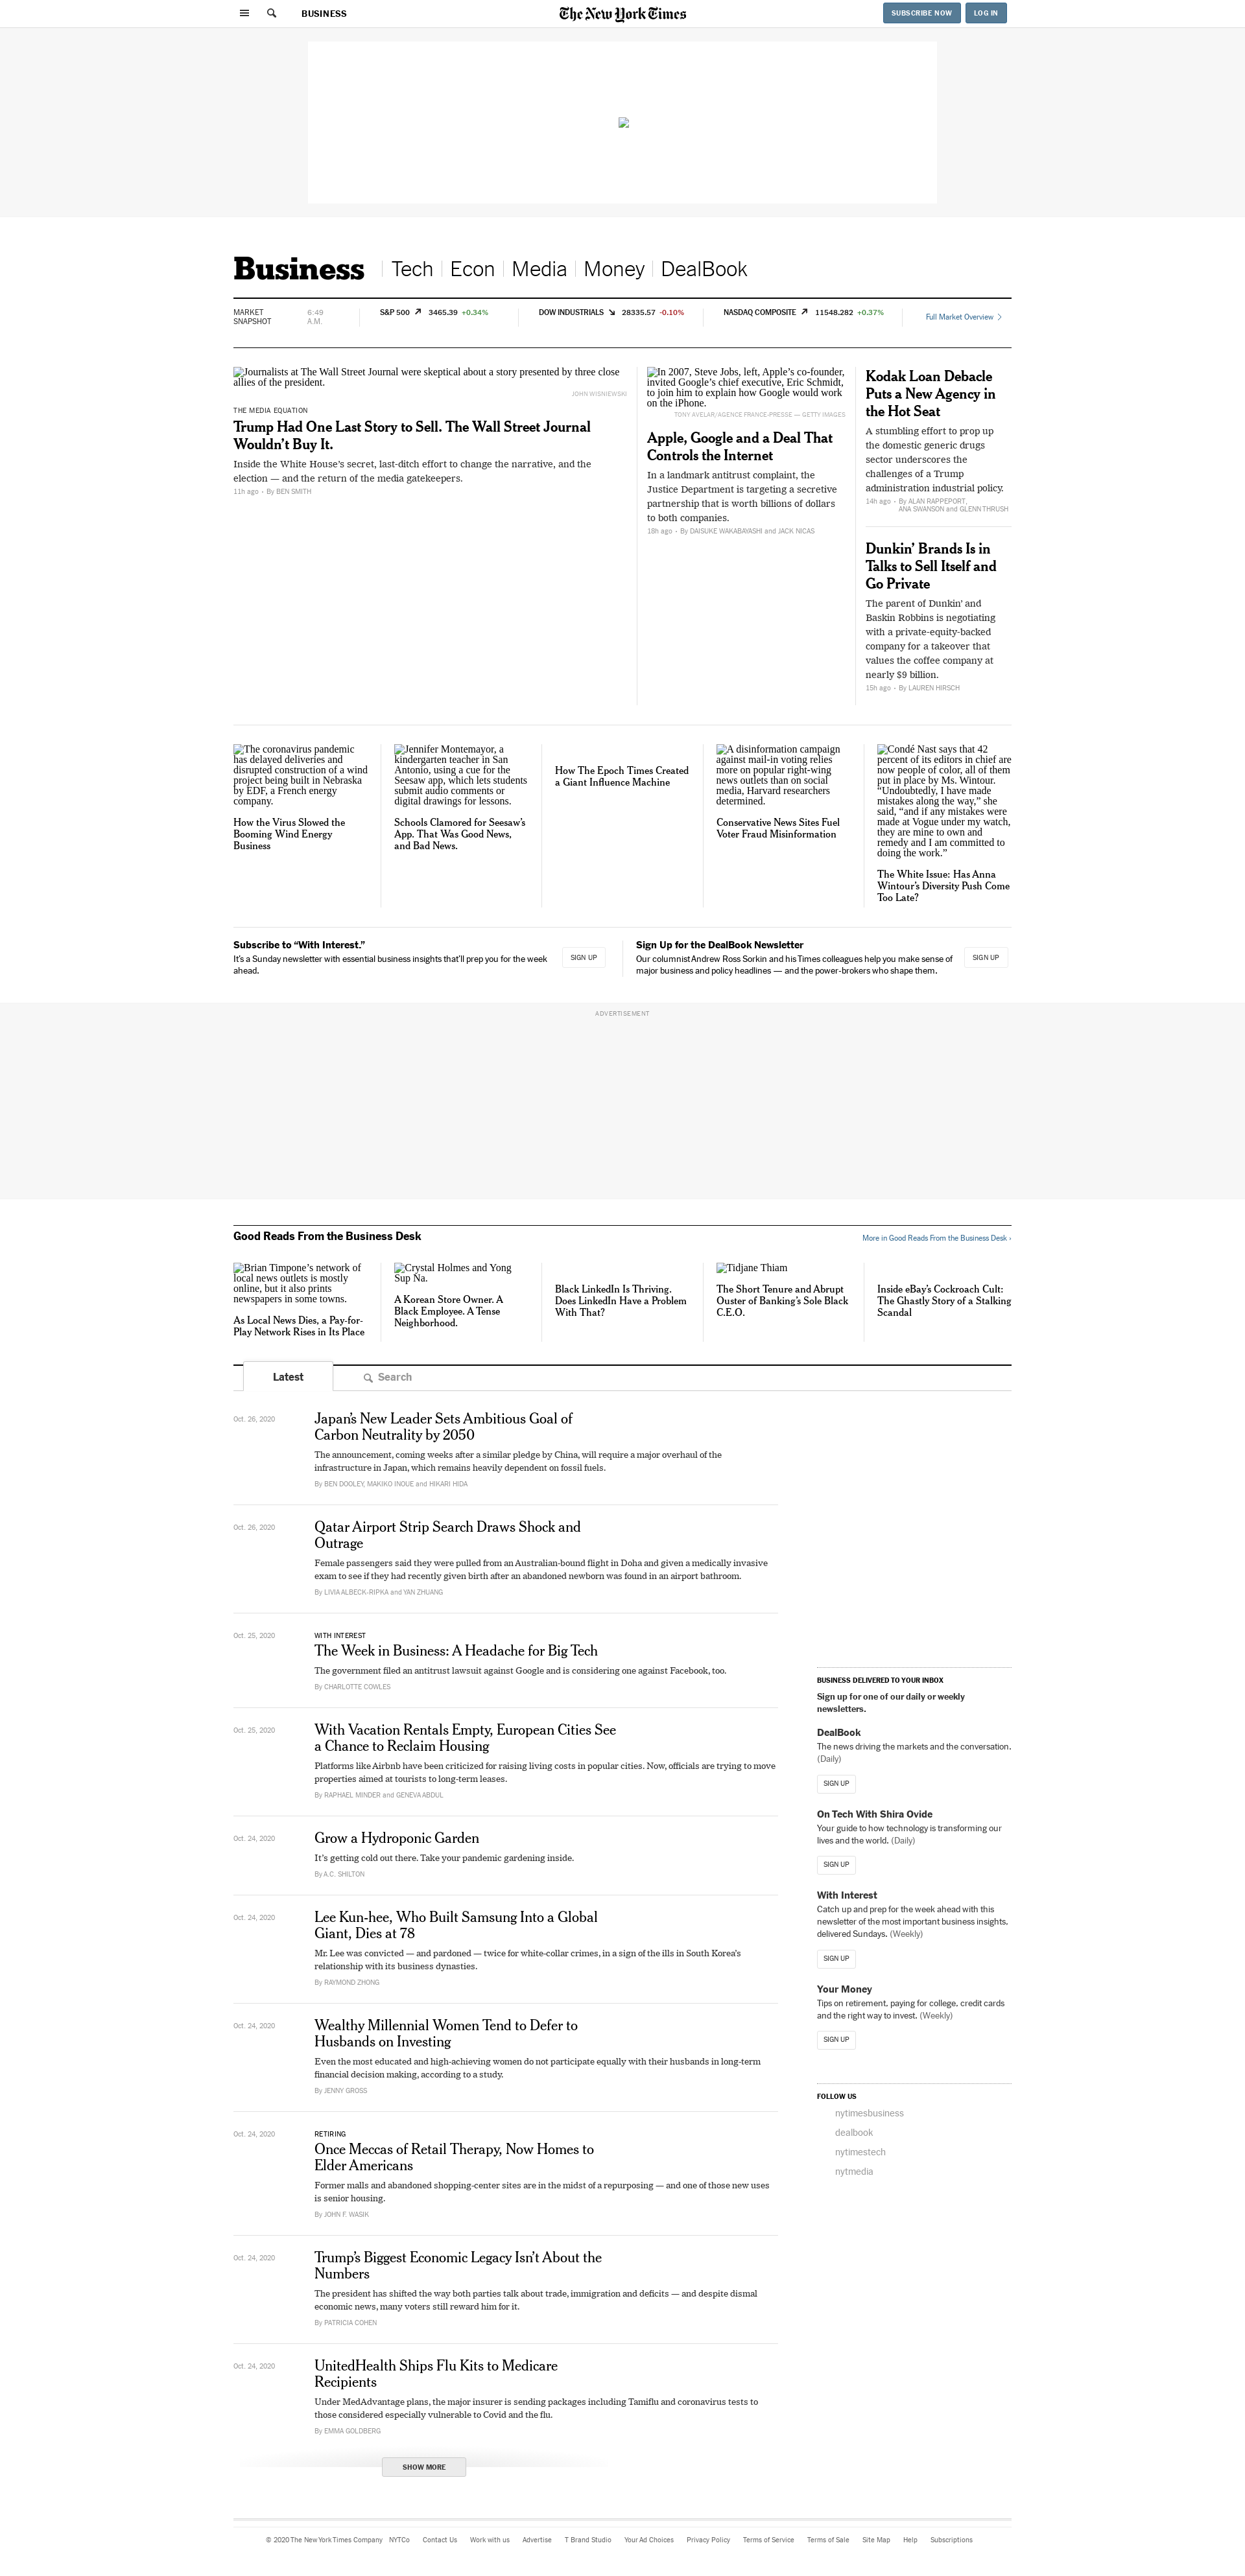 BUSINESS
The New York Times
SUBSCRIBE NOW
LOG IN
Business
Tech
Econ
Media
Money
DealBook
MARKET
SNAPSHOT
6:49
A.M.
S&P 500 3465.39 +0.34%
DOW INDUSTRIALS 28335.57 -0.10%
NASDAQ COMPOSITE 11548.282 +0.37%
Full Market Overview
Journalists at The Wall Street Journal were skeptical about a story presented by three close
allies of the president.
JOHN WISNIEWSKI
THE MEDIA EQUATION
Trump Had One Last Story to Sell. The Wall Street Journal
Wouldn’t Buy It.
Inside the White House’s secret, last-ditch effort to change the narrative, and the
election — and the return of the media gatekeepers.
11h ago - By BEN SMITH
In 2007, Steve Jobs, left, Apple’s co-founder,
invited Google’s chief executive, Eric Schmidt,
to join him to explain how Google would work
on the iPhone.
TONY AVELAR/AGENCE FRANCE-PRESSE — GETTY IMAGES
Apple, Google and a Deal That
Controls the Internet
In a landmark antitrust complaint, the
Justice Department is targeting a secretive
partnership that is worth billions of dollars
to both companies.
18h ago - By DAISUKE WAKABAYASHI and JACK NICAS
Kodak Loan Debacle
Puts a New Agency in
the Hot Seat
A stumbling effort to prop up
the domestic generic drugs
sector underscores the
challenges of a Trump
administration industrial policy.
14h ago - By ALAN RAPPEPORT,
ANA SWANSON and GLENN THRUSH
Dunkin’ Brands Is in
Talks to Sell Itself and
Go Private
The parent of Dunkin’ and
Baskin Robbins is negotiating
with a private-equity-backed
company for a takeover that
values the coffee company at
nearly $9 billion.
15h ago - By LAUREN HIRSCH
The coronavirus pandemic
has delayed deliveries and
disrupted construction of a wind
project being built in Nebraska
by EDF, a French energy
company.
How the Virus Slowed the
Booming Wind Energy
Business
Jennifer Montemayor, a
kindergarten teacher in San
Antonio, using a cue for the
Seesaw app, which lets students
submit audio comments or
digital drawings for lessons.
Schools Clamored for Seesaw’s
App. That Was Good News,
and Bad News.
How The Epoch Times Created
a Giant Influence Machine
A disinformation campaign
against mail-in voting relies
more on popular right-wing
news outlets than on social
media, Harvard researchers
determined.
Conservative News Sites Fuel
Voter Fraud Misinformation
Condé Nast says that 42
percent of its editors in chief are
now people of color, all of them
put in place by Ms. Wintour.
“Undoubtedly, I have made
mistakes along the way,” she
said, “and if any mistakes were
made at Vogue under my watch,
they are mine to own and
remedy and I am committed to
doing the work.”
The White Issue: Has Anna
Wintour’s Diversity Push Come
Too Late?
Subscribe to “With Interest.”
It’s a Sunday newsletter with essential business insights that’ll prep you for the week
ahead.
SIGN UP
Sign Up for the DealBook Newsletter
Our columnist Andrew Ross Sorkin and his Times colleagues help you make sense of
major business and policy headlines — and the power-brokers who shape them.
SIGN UP
ADVERTISEMENT
Good Reads From the Business Desk
More in Good Reads From the Business Desk ›
Brian Timpone’s network of
local news outlets is mostly
online, but it also prints
newspapers in some towns.
As Local News Dies, a Pay-for-
Play Network Rises in Its Place
Crystal Holmes and Yong
Sup Na.
A Korean Store Owner. A
Black Employee. A Tense
Neighborhood.
Black LinkedIn Is Thriving.
Does LinkedIn Have a Problem
With That?
Tidjane Thiam
The Short Tenure and Abrupt
Ouster of Banking’s Sole Black
C.E.O.
Inside eBay’s Cockroach Cult:
The Ghastly Story of a Stalking
Scandal
Latest
Search
Oct. 26, 2020
Japan’s New Leader Sets Ambitious Goal of
Carbon Neutrality by 2050
The announcement, coming weeks after a similar pledge by China, will require a major overhaul of the
infrastructure in Japan, which remains heavily dependent on fossil fuels.
By BEN DOOLEY, MAKIKO INOUE and HIKARI HIDA
Oct. 26, 2020
Qatar Airport Strip Search Draws Shock and
Outrage
Female passengers said they were pulled from an Australian-bound flight in Doha and given a medically invasive
exam to see if they had recently given birth after an abandoned newborn was found in an airport bathroom.
By LIVIA ALBECK-RIPKA and YAN ZHUANG
Oct. 25, 2020
WITH INTEREST
The Week in Business: A Headache for Big Tech
The government filed an antitrust lawsuit against Google and is considering one against Facebook, too.
By CHARLOTTE COWLES
Oct. 25, 2020
With Vacation Rentals Empty, European Cities See
a Chance to Reclaim Housing
Platforms like Airbnb have been criticized for raising living costs in popular cities. Now, officials are trying to move
properties aimed at tourists to long-term leases.
By RAPHAEL MINDER and GENEVA ABDUL
Oct. 24, 2020
Grow a Hydroponic Garden
It’s getting cold out there. Take your pandemic gardening inside.
By A.C. SHILTON
Oct. 24, 2020
Lee Kun-hee, Who Built Samsung Into a Global
Giant, Dies at 78
Mr. Lee was convicted — and pardoned — twice for white-collar crimes, in a sign of the ills in South Korea’s
relationship with its business dynasties.
By RAYMOND ZHONG
Oct. 24, 2020
Wealthy Millennial Women Tend to Defer to
Husbands on Investing
Even the most educated and high-achieving women do not participate equally with their husbands in long-term
financial decision making, according to a study.
By JENNY GROSS
Oct. 24, 2020
RETIRING
Once Meccas of Retail Therapy, Now Homes to
Elder Americans
Former malls and abandoned shopping-center sites are in the midst of a repurposing — and one of those new uses
is senior housing.
By JOHN F. WASIK
Oct. 24, 2020
Trump’s Biggest Economic Legacy Isn’t About the
Numbers
The president has shifted the way both parties talk about trade, immigration and deficits — and despite dismal
economic news, many voters still reward him for it.
By PATRICIA COHEN
Oct. 24, 2020
UnitedHealth Ships Flu Kits to Medicare
Recipients
Under MedAdvantage plans, the major insurer is sending packages including Tamiflu and coronavirus tests to
those considered especially vulnerable to Covid and the flu.
By EMMA GOLDBERG
SHOW MORE
BUSINESS DELIVERED TO YOUR INBOX
Sign up for one of our daily or weekly
newsletters.
DealBook
The news driving the markets and the conversation.
(Daily)
SIGN UP
On Tech With Shira Ovide
Your guide to how technology is transforming our
lives and the world. (Daily)
SIGN UP
With Interest
Catch up and prep for the week ahead with this
newsletter of the most important business insights,
delivered Sundays. (Weekly)
SIGN UP
Your Money
Tips on retirement, paying for college, credit cards
and the right way to invest. (Weekly)
SIGN UP
FOLLOW US
nytimesbusiness
dealbook
nytimestech
nytmedia
© 2020 The New York Times Company NYTCo Contact Us Work with us Advertise T Brand Studio Your Ad Choices Privacy Policy Terms of Service Terms of Sale Site Map Help Subscriptions